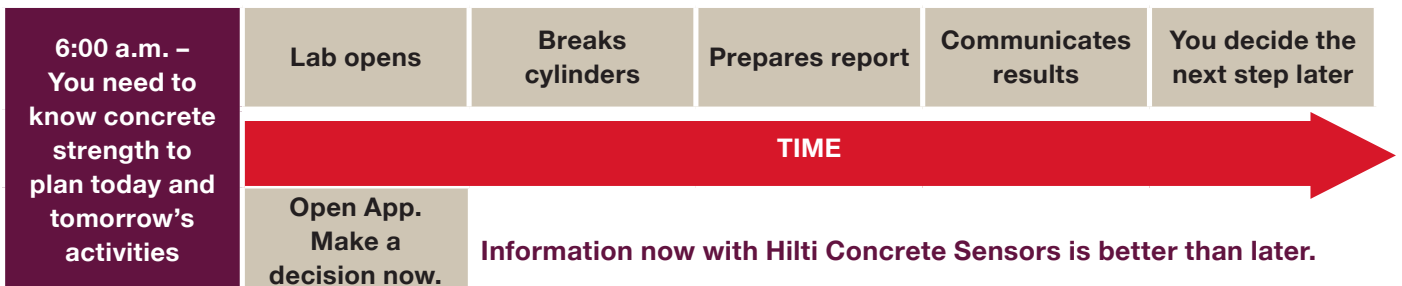 6:00 a.m. –
You need to
know concrete
strength to
plan today and
tomorrow's
activities
Lab opens
Breaks
cylinders
Prepares report
Communicates
results
You decide the
next step later
TIME
Open App.
Make a
decision now.
Information now with Hilti Concrete Sensors is better than later.